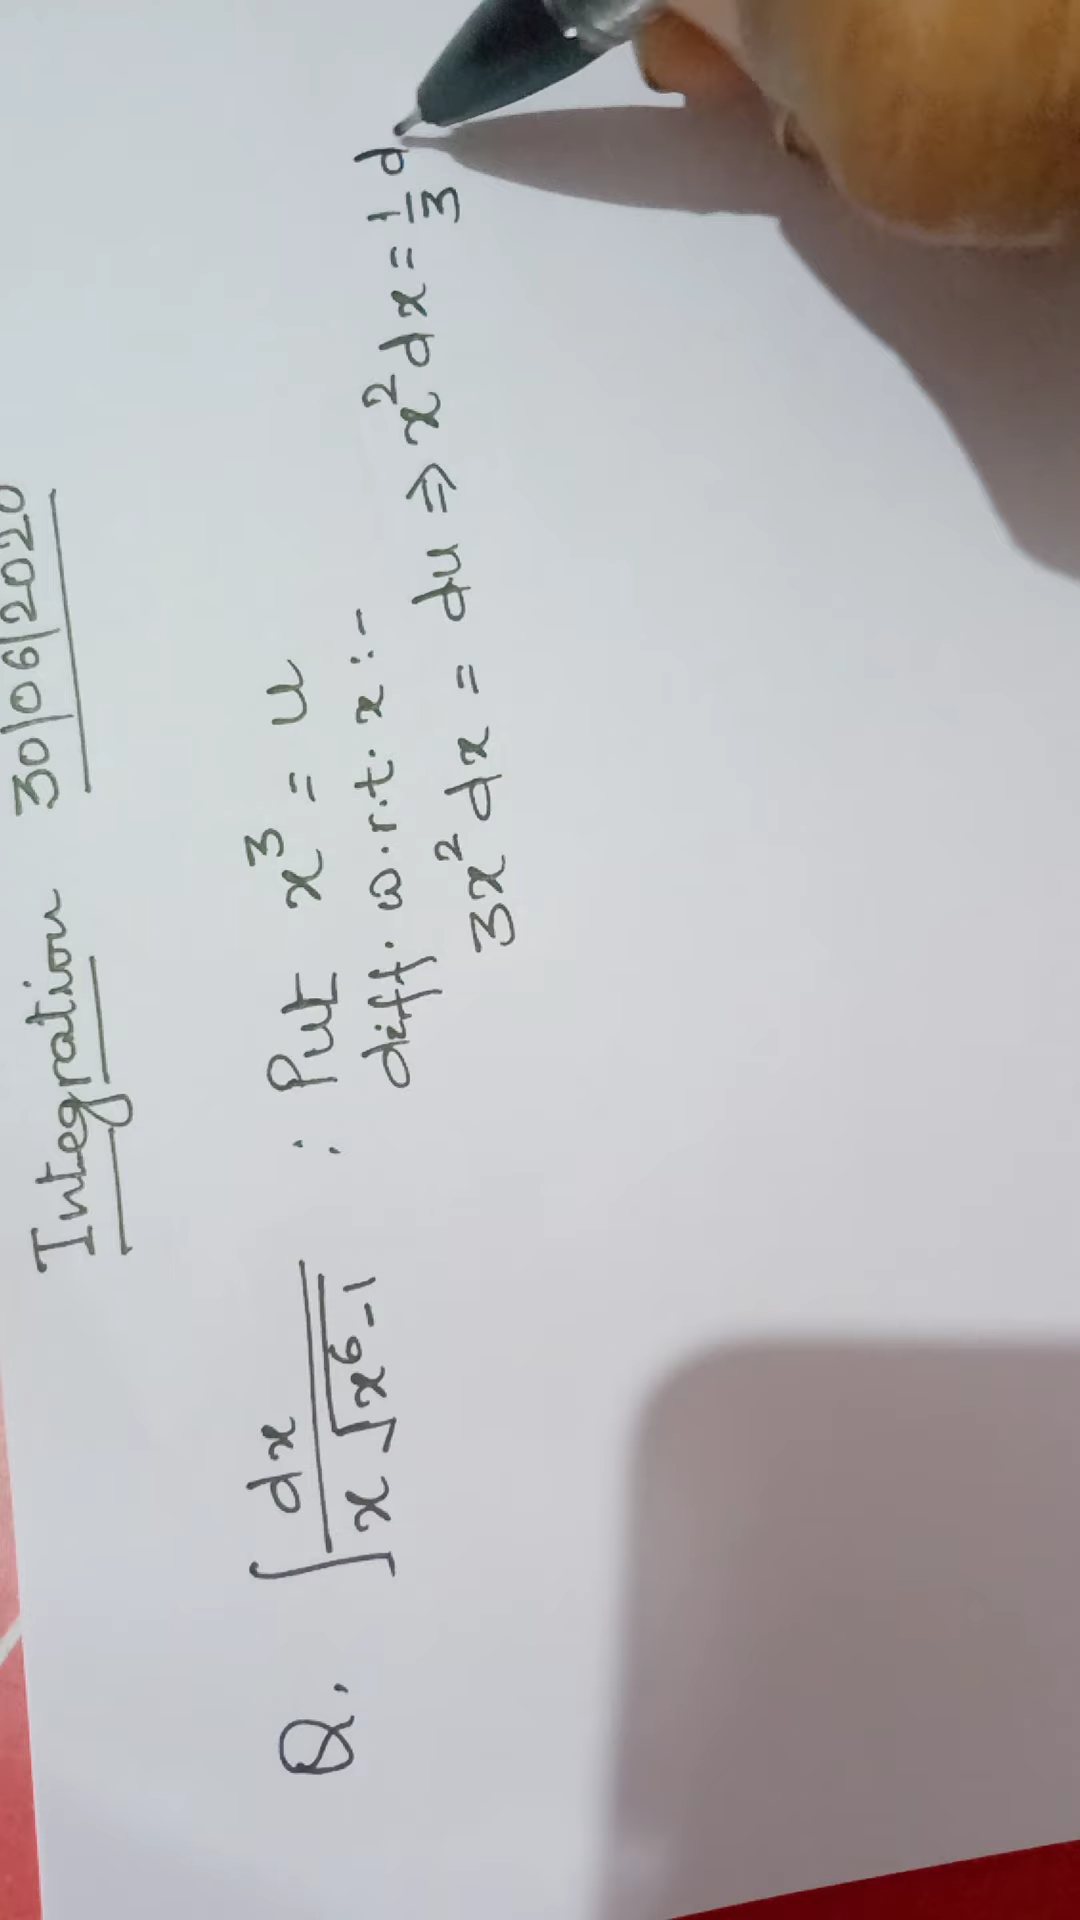 Integration 30/06/2020
Q. ∫ dx / x√x⁶-1 : Put x³ = u
diff. w.r.t. x :-
3x² dx = du ⇒ x² dx = 1/3 d